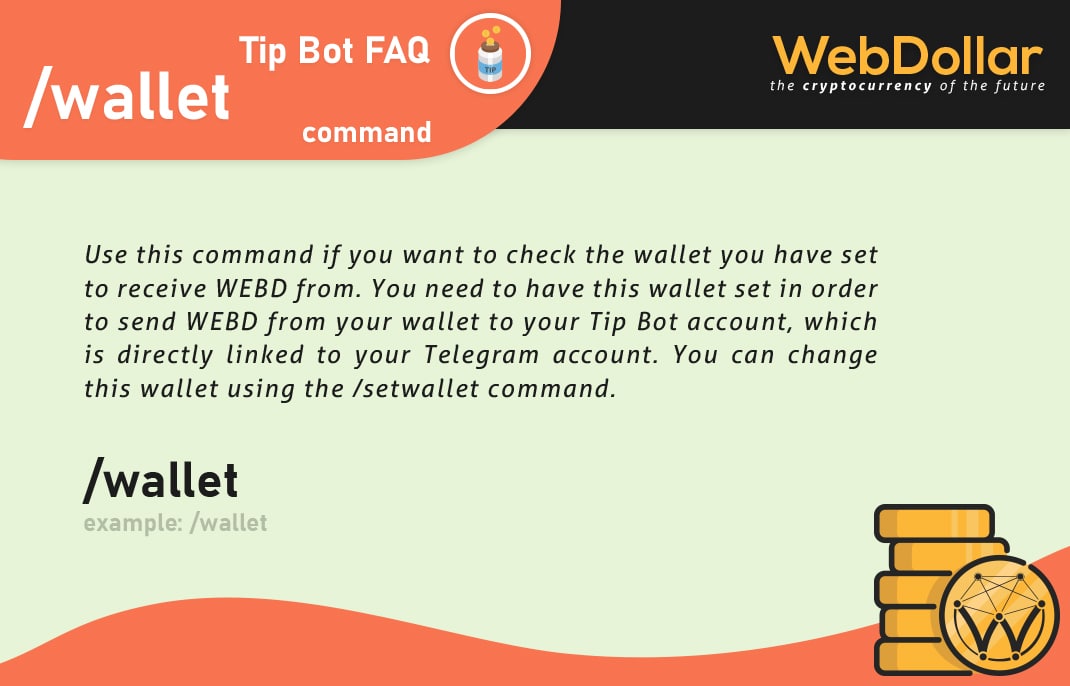 Tip Bot FAQ
/wallet
command
TIP
WebDollar
the cryptocurrency of the future
Use this command if you want to check the wallet you have set
to receive WEBD from. You need to have this wallet set in order
to send WEBD from your wallet to your Tip Bot account, which
is directly linked to your Telegram account. You can change
this wallet using the /setwallet command.
/wallet
example: /wallet